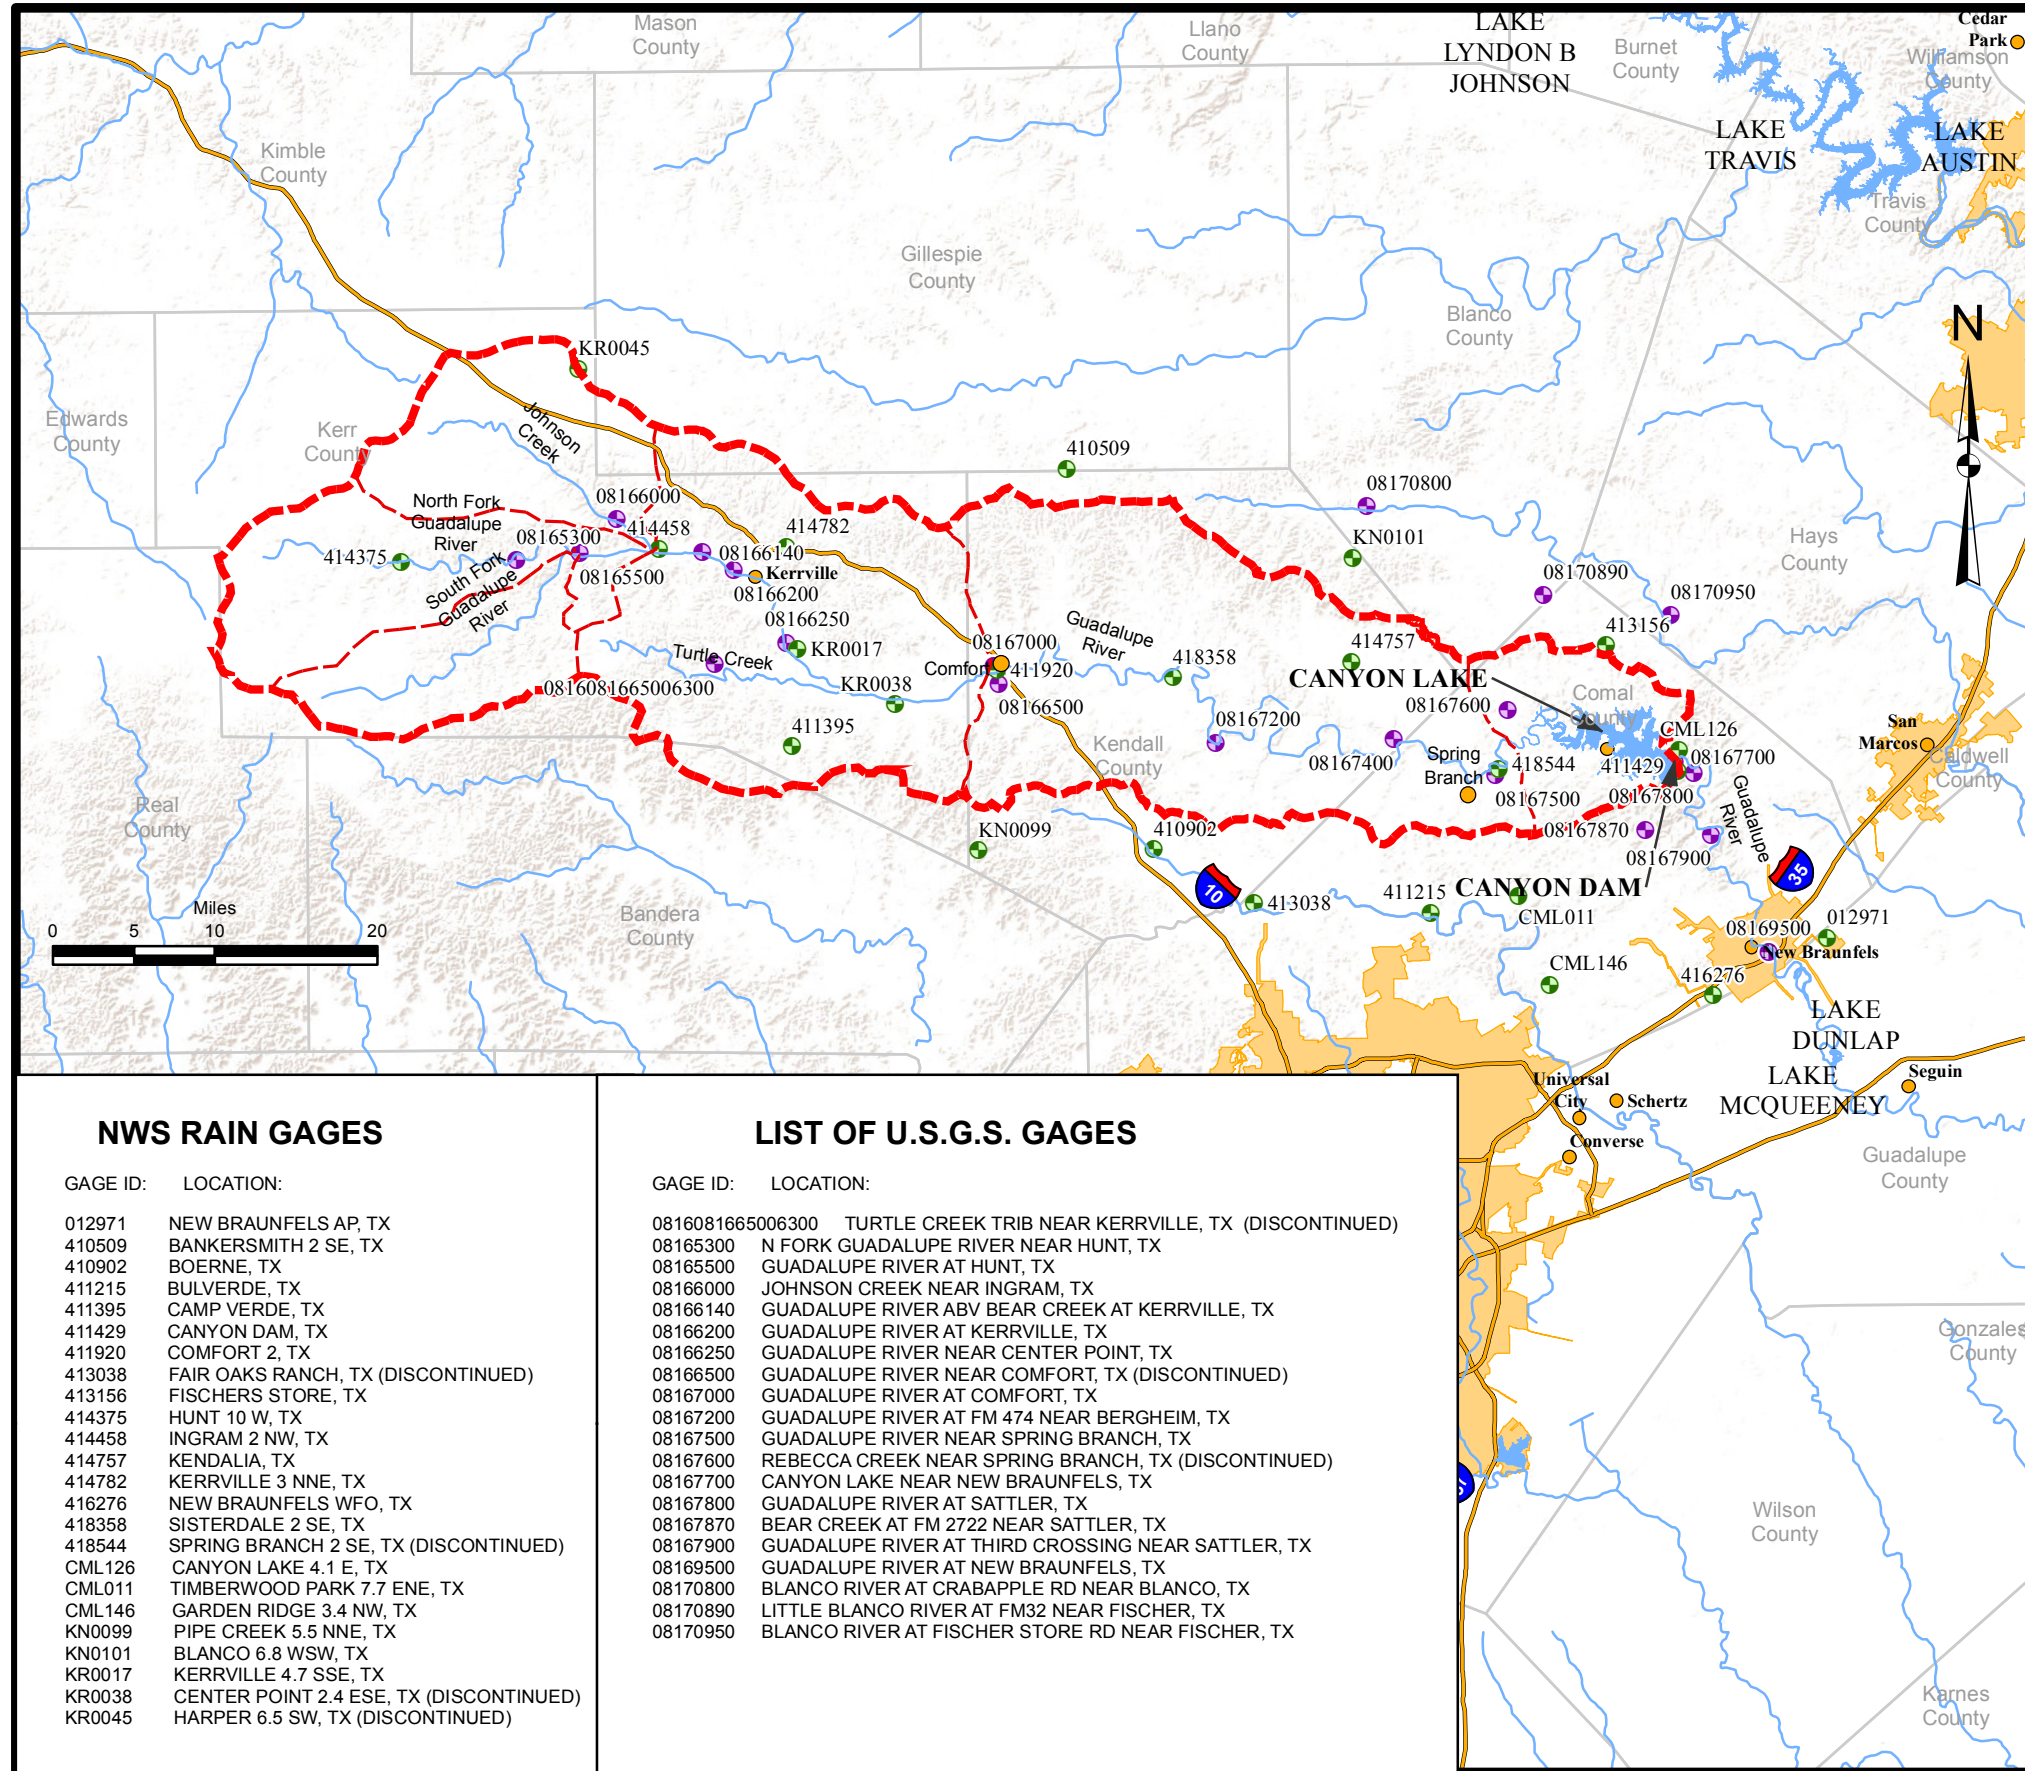 Mason
County
Llano
County
LAKE
LYNDON B
JOHNSON
Burnet
County
Cedar
Park
Williamson
County
LAKE
TRAVIS
LAKE
AUSTIN
Travis
County
Kimble
County
Gillespie
County
Blanco
County
N
KR0045
Edwards
County
Kerr
County
Johnson
Creek
410509
08170800
Hays
County
North Fork
Guadalupe
River
08166000
414458
414782
KN0101
414375
08165300
08166140
Kerrville
08165500
08166200
South Fork
Guadalupe
River
08170890
08170950
413156
08166250
KR0017
Turtle Creek
08167000
Comfort
411920
08166500
Guadalupe
River
418358
414757
CANYON LAKE
Comal
County
0816081665006300
KR0038
411395
08167200
08167600
08167400
Kendall
County
Spring
Branch
418544
08167500
411429
CML126
08167700
08167800
San
Marcos
Caldwell
County
Guadalupe
River
Real
County
KN0099
410902
08167870
08167900
CANYON DAM
10
35
413038
411215
CML011
Bandera
County
Miles
0 5 10 20
08169500
012971
New Braunfels
CML146
416276
LAKE
DUNLAP
LAKE
MCQUEENEY
Seguin
Universal
City
Schertz
Converse
Guadalupe
County
Gonzales
County
Wilson
County
Karnes
County
NWS RAIN GAGES
GAGE ID: LOCATION:
012971 NEW BRAUNFELS AP, TX
410509 BANKERSMITH 2 SE, TX
410902 BOERNE, TX
411215 BULVERDE, TX
411395 CAMP VERDE, TX
411429 CANYON DAM, TX
411920 COMFORT 2, TX
413038 FAIR OAKS RANCH, TX (DISCONTINUED)
413156 FISCHERS STORE, TX
414375 HUNT 10 W, TX
414458 INGRAM 2 NW, TX
414757 KENDALIA, TX
414782 KERRVILLE 3 NNE, TX
416276 NEW BRAUNFELS WFO, TX
418358 SISTERDALE 2 SE, TX
418544 SPRING BRANCH 2 SE, TX (DISCONTINUED)
CML126 CANYON LAKE 4.1 E, TX
CML011 TIMBERWOOD PARK 7.7 ENE, TX
CML146 GARDEN RIDGE 3.4 NW, TX
KN0099 PIPE CREEK 5.5 NNE, TX
KN0101 BLANCO 6.8 WSW, TX
KR0017 KERRVILLE 4.7 SSE, TX
KR0038 CENTER POINT 2.4 ESE, TX (DISCONTINUED)
KR0045 HARPER 6.5 SW, TX (DISCONTINUED)
LIST OF U.S.G.S. GAGES
GAGE ID: LOCATION:
0816081665006300 TURTLE CREEK TRIB NEAR KERRVILLE, TX (DISCONTINUED)
08165300 N FORK GUADALUPE RIVER NEAR HUNT, TX
08165500 GUADALUPE RIVER AT HUNT, TX
08166000 JOHNSON CREEK NEAR INGRAM, TX
08166140 GUADALUPE RIVER ABV BEAR CREEK AT KERRVILLE, TX
08166200 GUADALUPE RIVER AT KERRVILLE, TX
08166250 GUADALUPE RIVER NEAR CENTER POINT, TX
08166500 GUADALUPE RIVER NEAR COMFORT, TX (DISCONTINUED)
08167000 GUADALUPE RIVER AT COMFORT, TX
08167200 GUADALUPE RIVER AT FM 474 NEAR BERGHEIM, TX
08167500 GUADALUPE RIVER NEAR SPRING BRANCH, TX
08167600 REBECCA CREEK NEAR SPRING BRANCH, TX (DISCONTINUED)
08167700 CANYON LAKE NEAR NEW BRAUNFELS, TX
08167800 GUADALUPE RIVER AT SATTLER, TX
08167870 BEAR CREEK AT FM 2722 NEAR SATTLER, TX
08167900 GUADALUPE RIVER AT THIRD CROSSING NEAR SATTLER, TX
08169500 GUADALUPE RIVER AT NEW BRAUNFELS, TX
08170800 BLANCO RIVER AT CRABAPPLE RD NEAR BLANCO, TX
08170890 LITTLE BLANCO RIVER AT FM32 NEAR FISCHER, TX
08170950 BLANCO RIVER AT FISCHER STORE RD NEAR FISCHER, TX